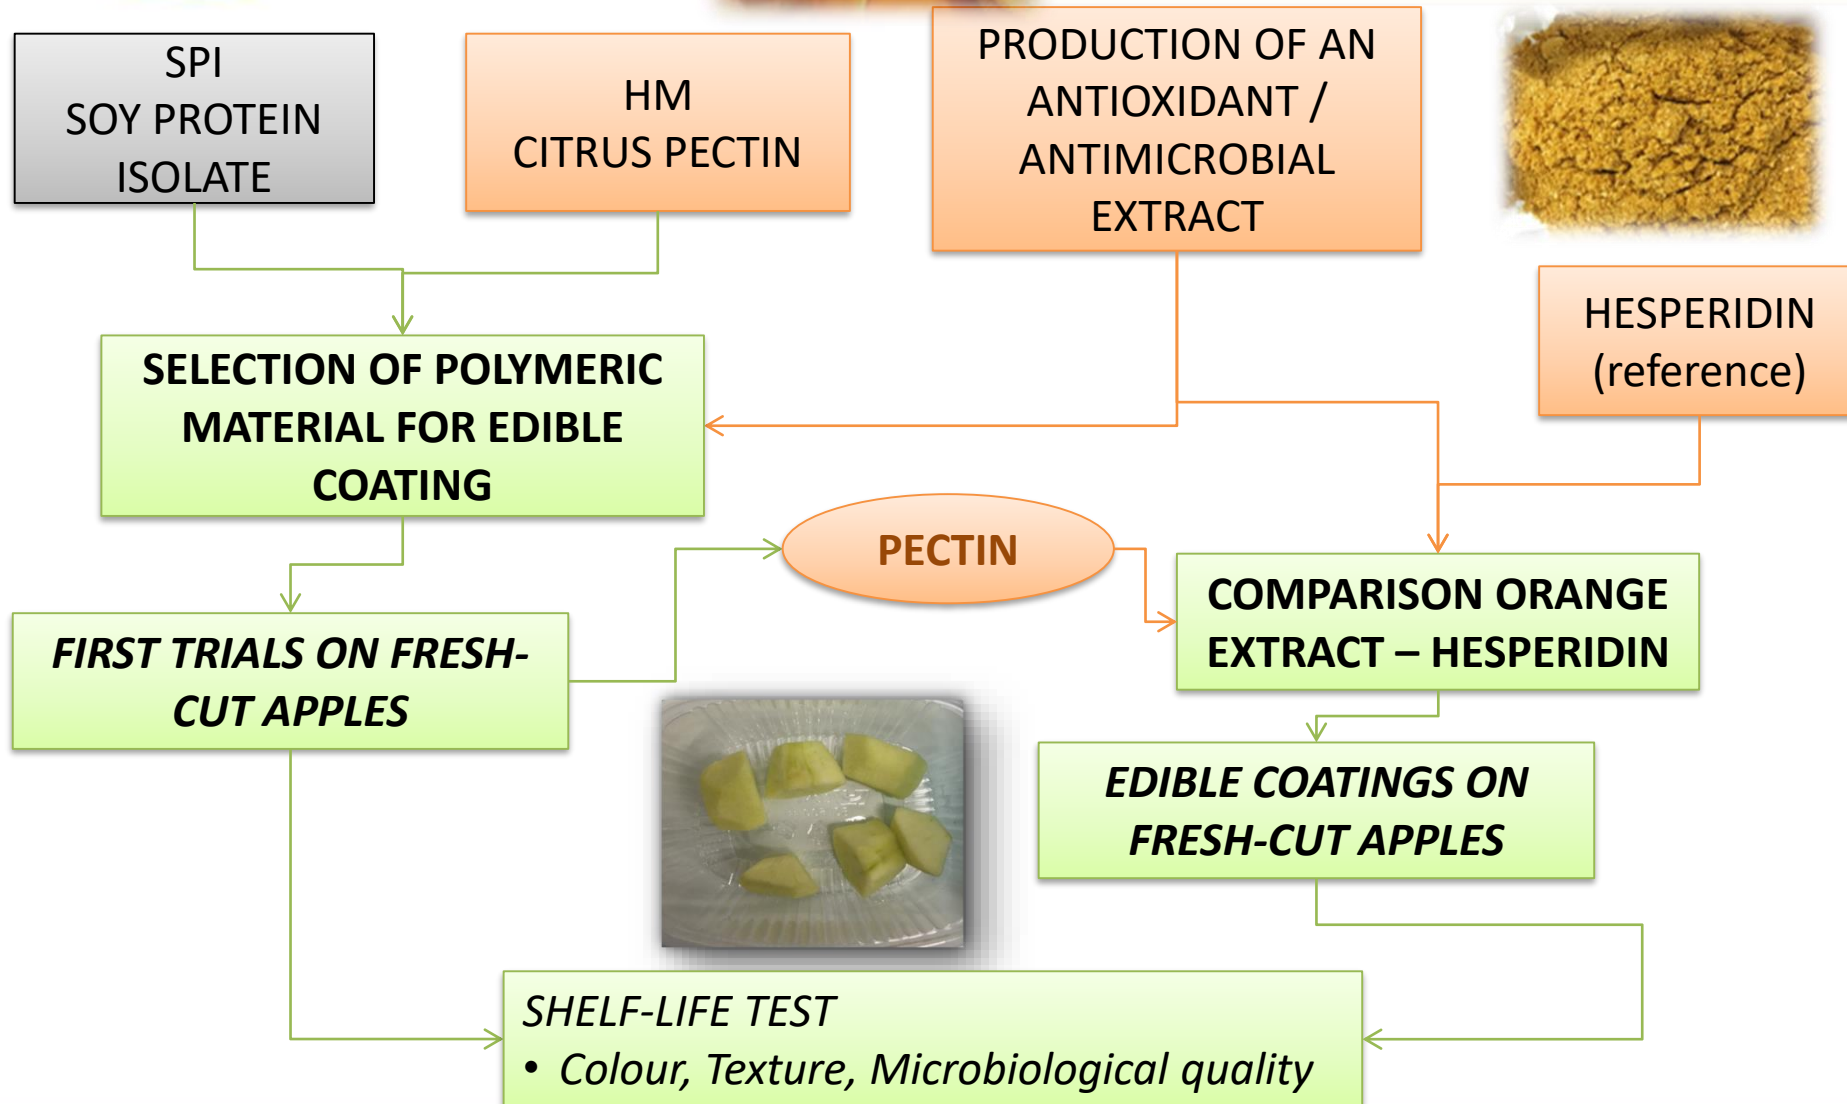 SPI
SOY PROTEIN
ISOLATE
HM
CITRUS PECTIN
PRODUCTION OF AN
ANTIOXIDANT /
ANTIMICROBIAL
EXTRACT
HESPERIDIN
(reference)
SELECTION OF POLYMERIC
MATERIAL FOR EDIBLE
COATING
PECTIN
COMPARISON ORANGE
EXTRACT – HESPERIDIN
FIRST TRIALS ON FRESH-
CUT APPLES
EDIBLE COATINGS ON
FRESH-CUT APPLES
SHELF-LIFE TEST
• Colour, Texture, Microbiological quality